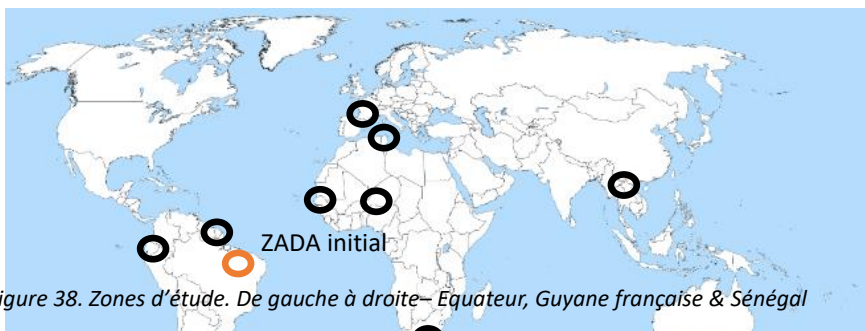 ZADA initial
igure 38. Zones d’étude. De gauche à droite– Equateur, Guyane française & Sénégal